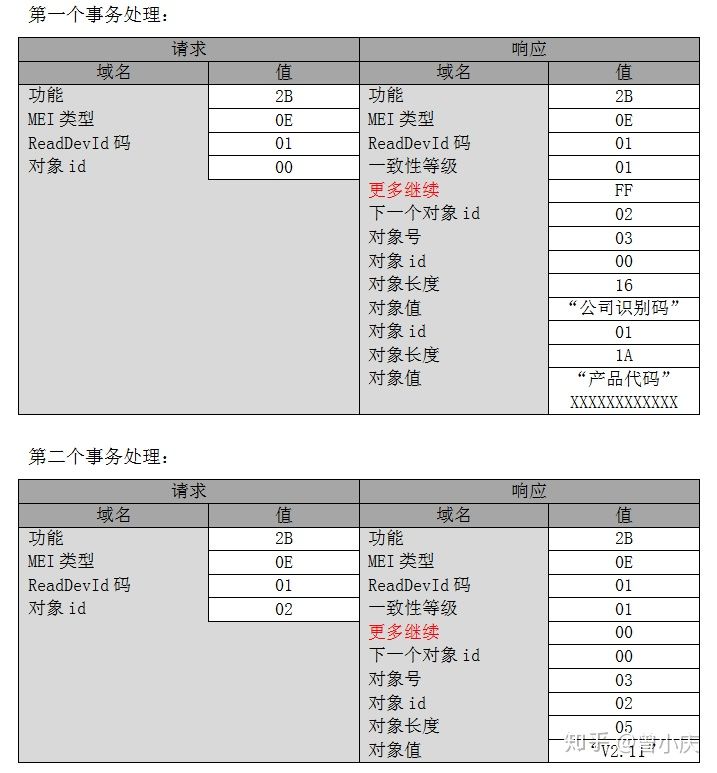 第一个事务处理：
请求 响应
域名 值 域名 值
功能 2B 功能 2B
MEI 类型 0E MEI 类型 0E
ReadDevId 码 01 ReadDevId 码 01
对象 id 00 一致性等级 01
更多继续 FF
下一个对象 id 02
对象号 03
对象 id 00
对象长度 16
对象值 “公司识别码”
对象 id 01
对象长度 1A
对象值 “产品代码”
XXXXXXXXXXXX
第二个事务处理：
请求 响应
域名 值 域名 值
功能 2B 功能 2B
MEI 类型 0E MEI 类型 0E
ReadDevId 码 01 ReadDevId 码 01
对象 id 02 一致性等级 01
更多继续 00
下一个对象 id 00
对象号 03
对象 id 02
对象长度 05
对象值 “V2.11”
知乎 @曾小庆